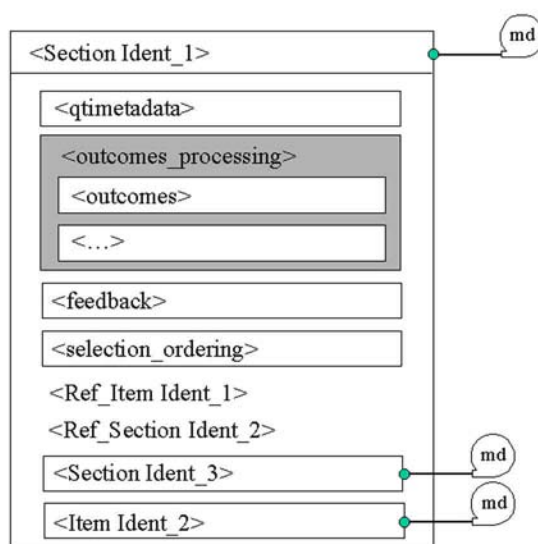 <Section Ident_1>
md
<qtimetadata>
<outcomes_processing>
<outcomes>
<…>
<feedback>
<selection_ordering>
<Ref_Item Ident_1>
<Ref_Section Ident_2>
<Section Ident_3>
md
<Item Ident_2>
md